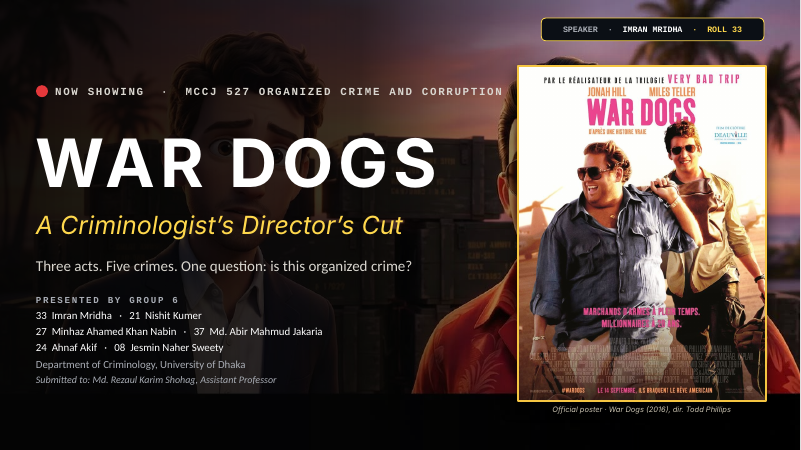 SPEAKER · IMRAN MRIDHA · ROLL 33
NOW SHOWING · MCCJ 527 ORGANIZED CRIME AND CORRUPTION
WAR DOGS
A Criminologist's Director's Cut
Three acts. Five crimes. One question: is this organized crime?
PRESENTED BY GROUP 6
33 Imran Mridha · 21 Nishit Kumer
27 Minhaz Ahamed Khan Nabin · 37 Md. Abir Mahmud Jakaria
24 Ahnaf Akif · 08 Jesmin Naher Sweety
Department of Criminology, University of Dhaka
Submitted to: Md. Rezaul Karim Shohag, Assistant Professor
PAR LE RÉALISATEUR DE LA TRILOGIE VERY BAD TRIP
JONAH HILL MILES TELLER
WAR DOGS
D'APRÈS UNE HISTOIRE VRAIE
DEAUVILLE
MARCHANDS D'ARMES À PLEIN TEMPS.
MILLIONNAIRES À 20 ANS.
#WARDOGS LE 14 SEPTEMBRE, ILS BRAQUENT LE RÊVE AMÉRICAIN
Official poster · War Dogs (2016), dir. Todd Phillips